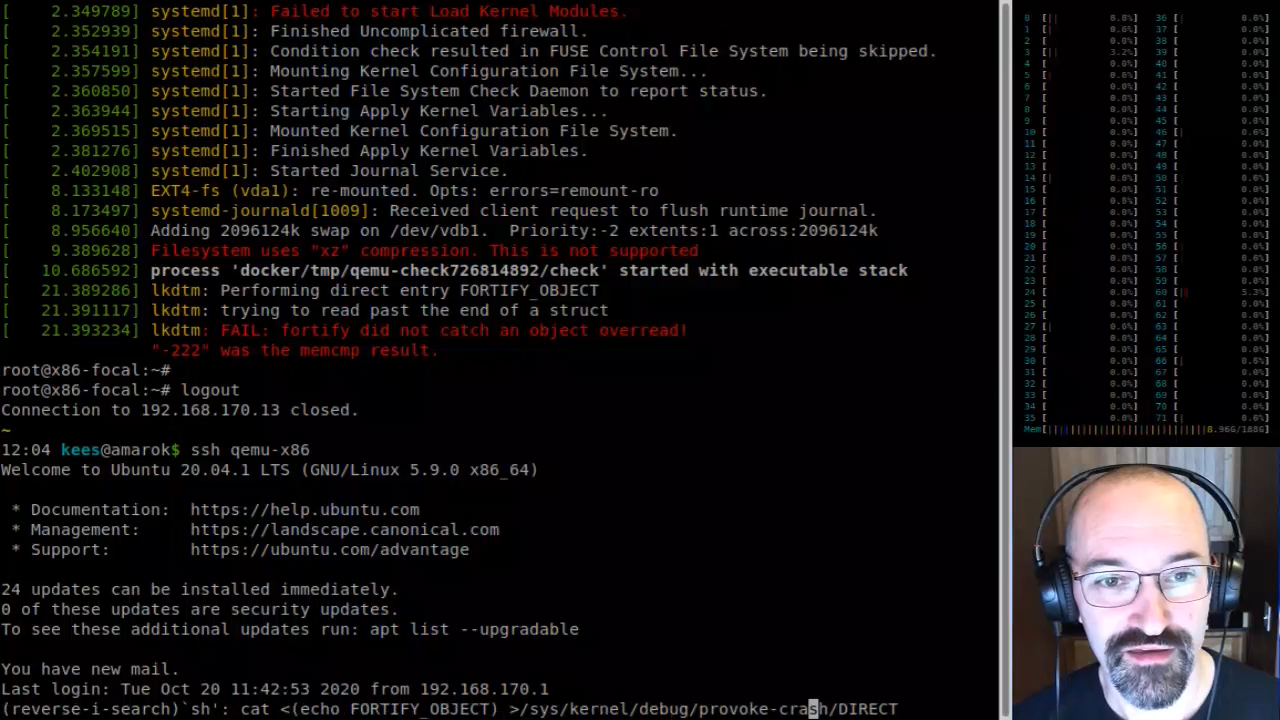 [    2.349789] systemd[1]: Failed to start Load Kernel Modules.
[    2.352939] systemd[1]: Finished Uncomplicated firewall.
[    2.354191] systemd[1]: Condition check resulted in FUSE Control File System being skipped.
[    2.357599] systemd[1]: Mounting Kernel Configuration File System...
[    2.360850] systemd[1]: Started File System Check Daemon to report status.
[    2.363944] systemd[1]: Starting Apply Kernel Variables...
[    2.369515] systemd[1]: Mounted Kernel Configuration File System.
[    2.381276] systemd[1]: Finished Apply Kernel Variables.
[    2.402908] systemd[1]: Started Journal Service.
[    8.133148] EXT4-fs (vda1): re-mounted. Opts: errors=remount-ro
[    8.173497] systemd-journald[1009]: Received client request to flush runtime journal.
[    8.956640] Adding 2096124k swap on /dev/vdb1.  Priority:-2 extents:1 across:2096124k
[    9.389628] Filesystem uses "xz" compression. This is not supported
[   10.686592] process 'docker/tmp/qemu-check726814892/check' started with executable stack
[   21.389286] lkdtm: Performing direct entry FORTIFY_OBJECT
[   21.391117] lkdtm: trying to read past the end of a struct
[   21.393234] lkdtm: FAIL: fortify did not catch an object overread!
"-222" was the memcmp result.
root@x86-focal:~#
root@x86-focal:~# logout
Connection to 192.168.170.13 closed.
~
12:04 kees@amarok$ ssh qemu-x86
Welcome to Ubuntu 20.04.1 LTS (GNU/Linux 5.9.0 x86_64)
* Documentation:  https://help.ubuntu.com
* Management:     https://landscape.canonical.com
* Support:        https://ubuntu.com/advantage
24 updates can be installed immediately.
0 of these updates are security updates.
To see these additional updates run: apt list --upgradable
You have new mail.
Last login: Tue Oct 20 11:42:53 2020 from 192.168.170.1
(reverse-i-search)`sh': cat <(echo FORTIFY_OBJECT) >/sys/kernel/debug/provoke-crash/DIRECT
Mem[ 8.96G/188G]